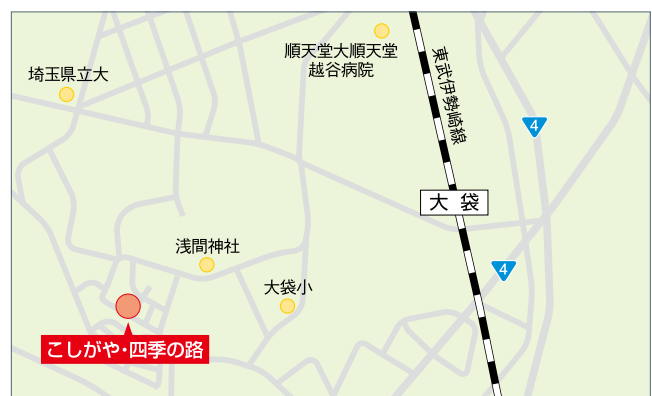 順天堂大順天堂
越谷病院
東武伊勢崎線
埼玉県立大
4
大袋
浅間神社
4
大袋小
こしがや・四季の路